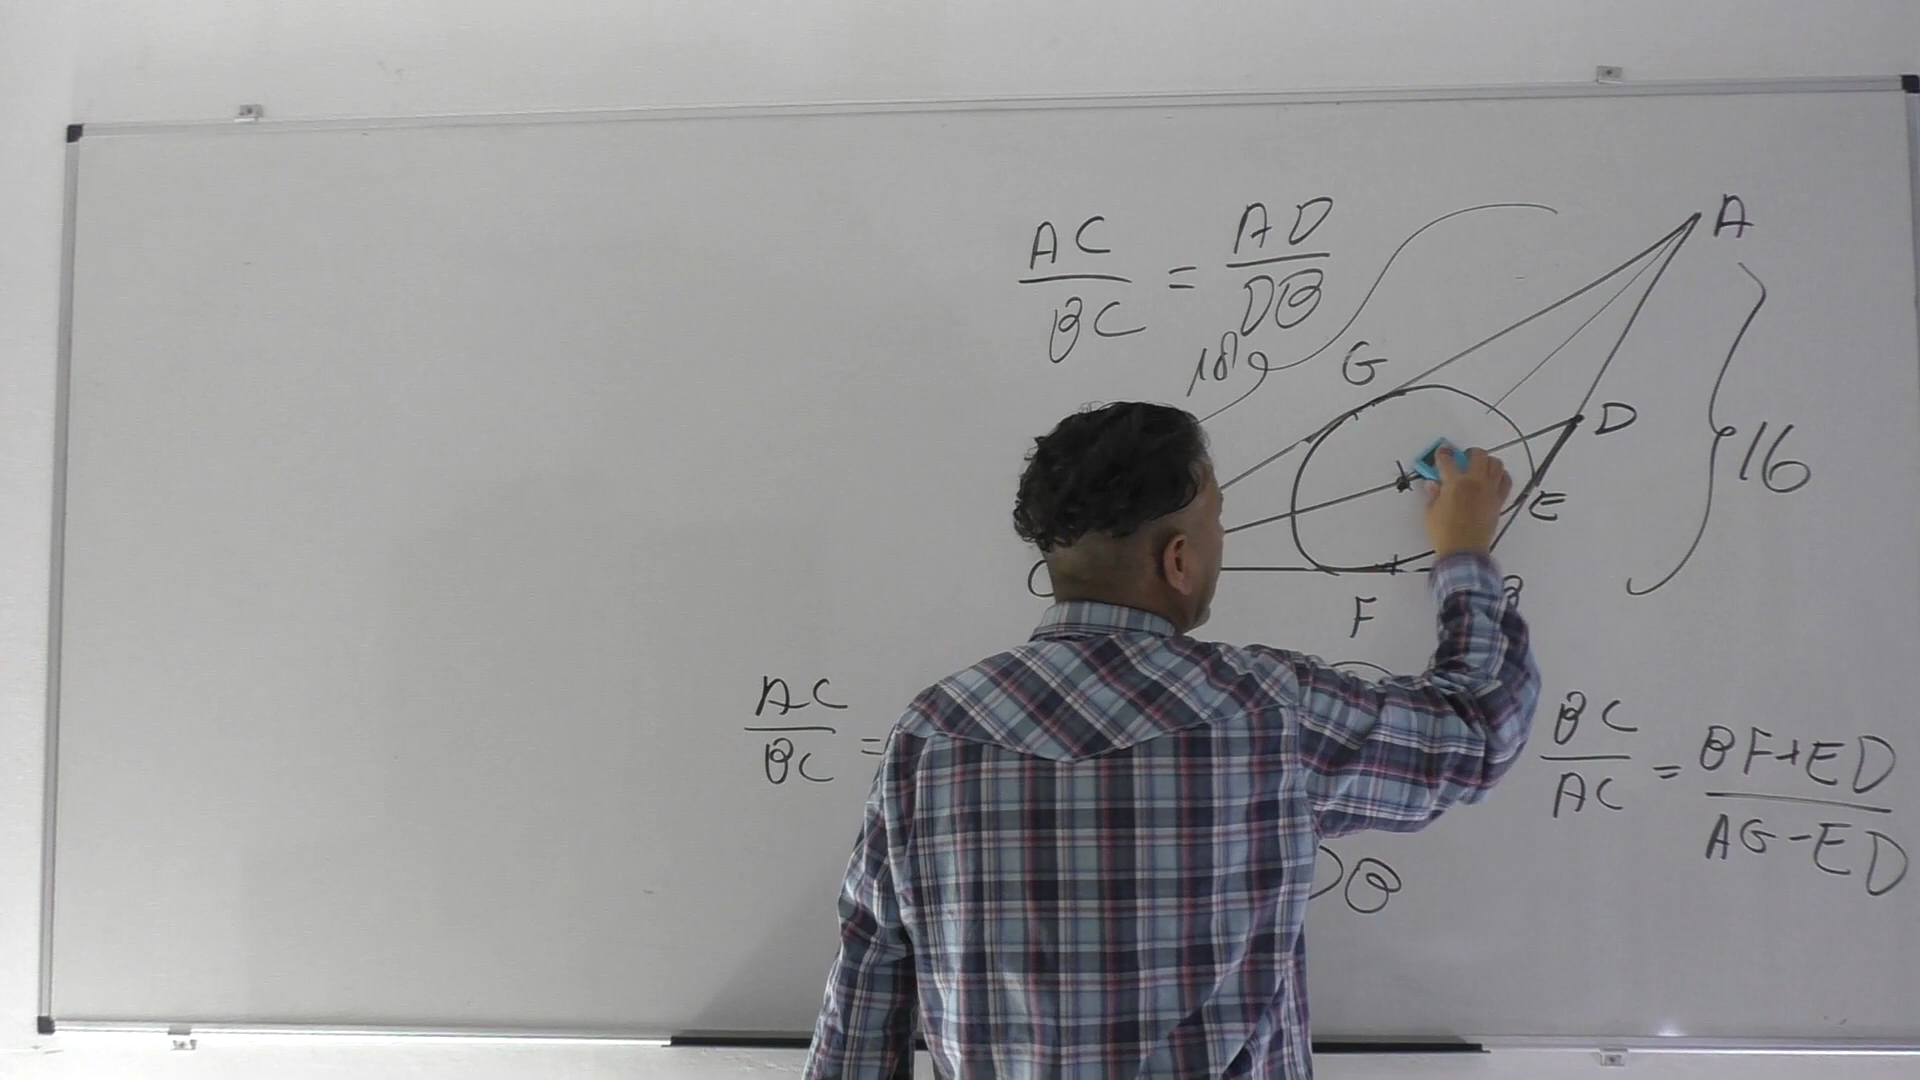 AC/BC = AD/DB
A
18
G
D
16
E
C
B
F
AC/BC =
BC/AC = BF+ED/AG-ED
DB